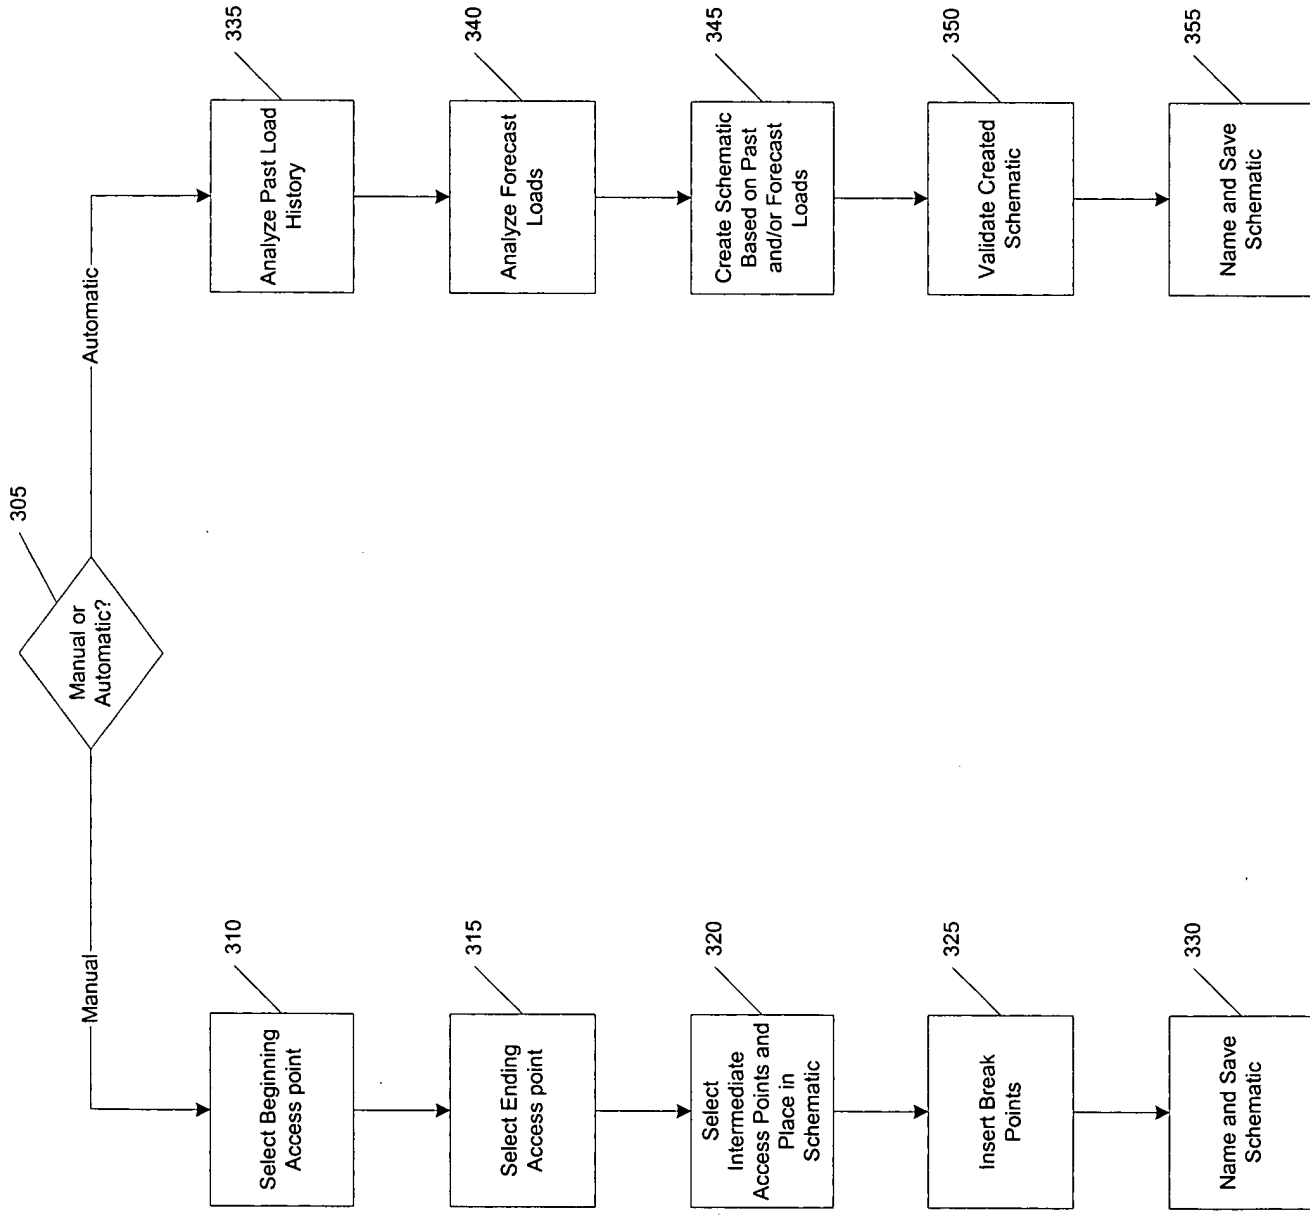 305
Manual or
Automatic?
Manual
Automatic
310
Select Beginning
Access point
315
Select Ending
Access point
320
Select
Intermediate
Access Points and
Place in
Schematic
325
Insert Break
Points
330
Name and Save
Schematic
335
Analyze Past Load
History
340
Analyze Forecast
Loads
345
Create Schematic
Based on Past
and/or Forecast
Loads
350
Validate Created
Schematic
355
Name and Save
Schematic